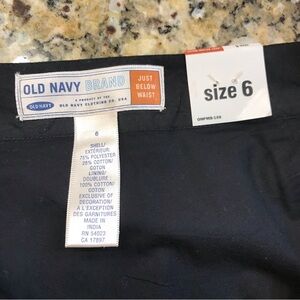 OLD NAVY BRAND
A PRODUCT OF THE
OLD NAVY
OLD NAVY CLOTHING CO. USA
JUST
BELOW
WAIST
size 6
6
SHELL/
EXTÉRIEUR:
75% POLYESTER
25% COTTON/
COTON
LINING/
DOUBLURE
100% COTTON/
COTON
EXCLUSIVE OF
DECORATION/
A L'EXCEPTION
DES GARNITURES
MADE IN
INDIA
RN 54023
CA 17897